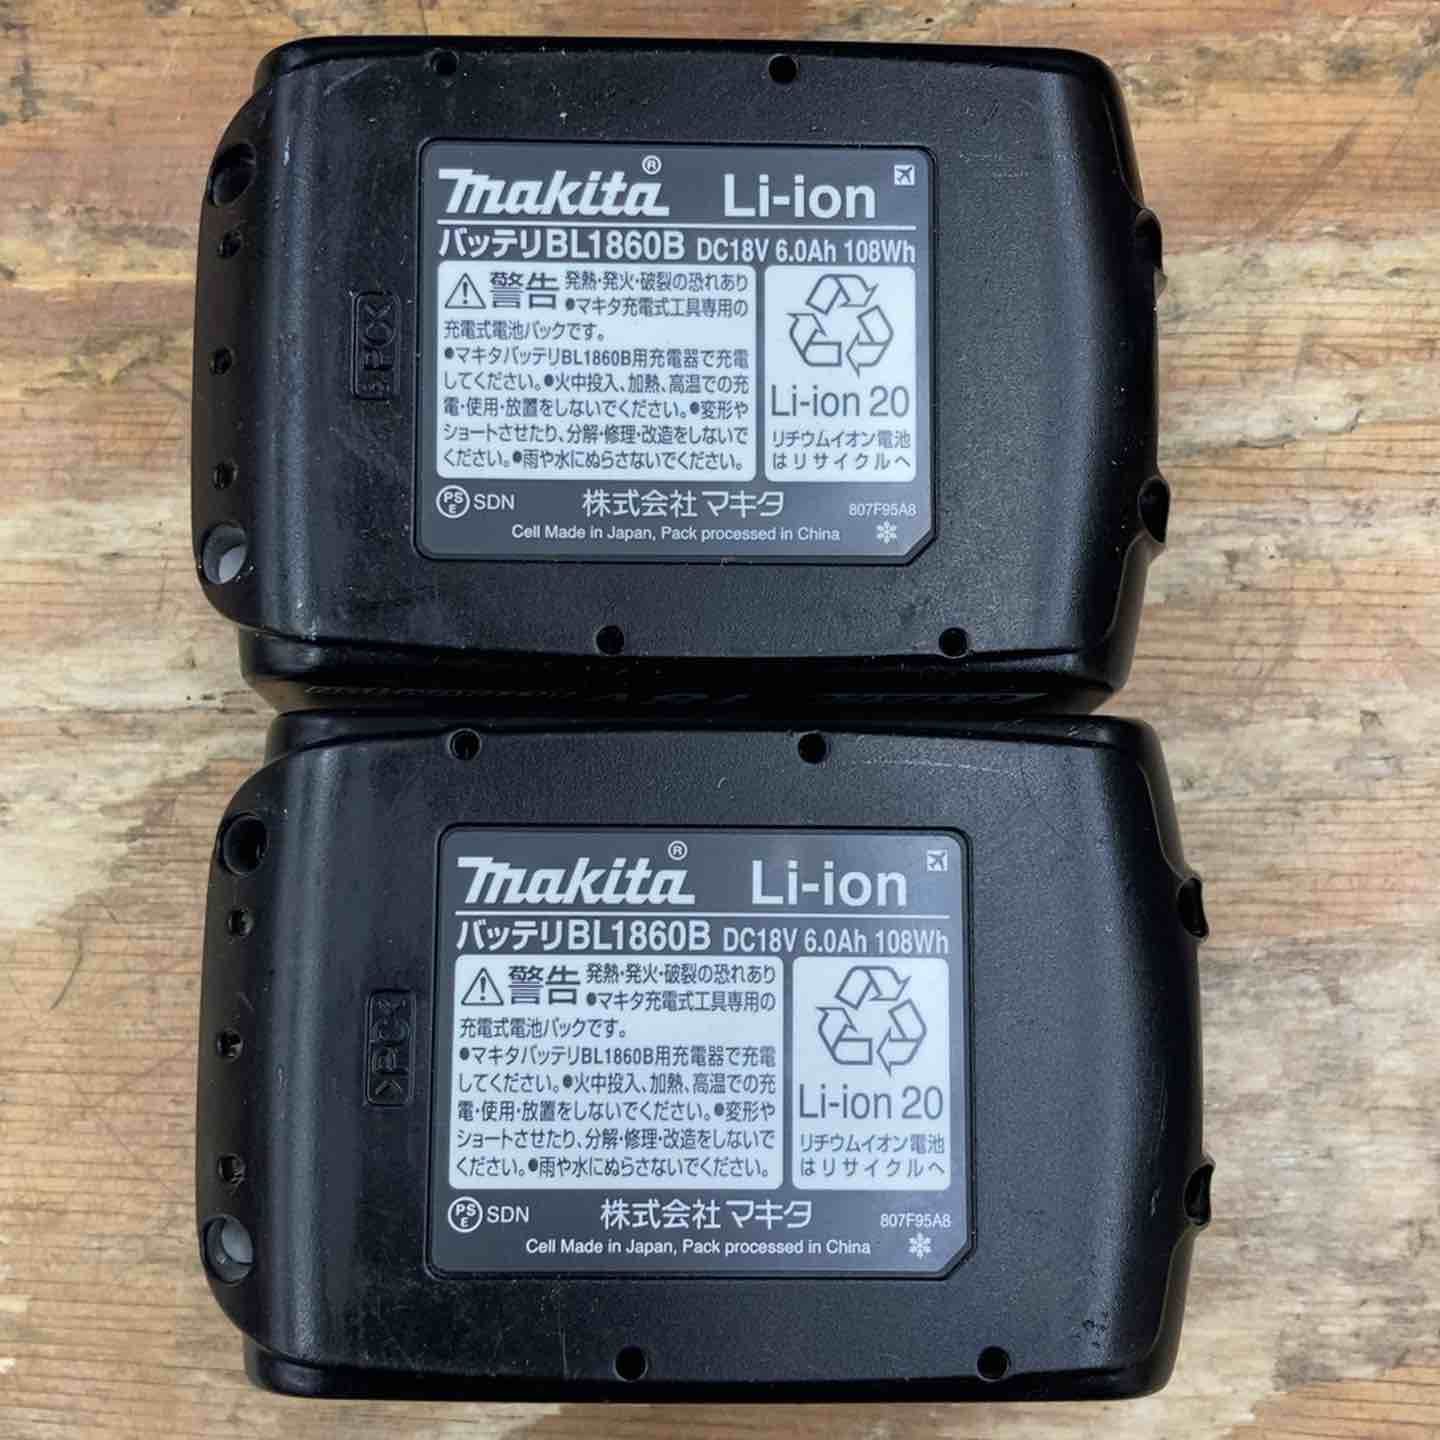 >PC<
makita® Li-ion
バッテリBL1860B DC18V 6.0Ah 108Wh
警告 発熱・発火・破裂の恐れあり
●マキタ充電式工具専用の
充電式電池パックです。
●マキタバッテリBL1860B用充電器で充電
してください。●火中投入、加熱、高温での充
電・使用・放置をしないでください。●変形や
ショートさせたり、分解・修理・改造をしないで
ください。●雨や水にぬらさないでください。
Li-ion 20
リチウムイオン電池
はリサイクルへ
PSE SDN 株式会社マキタ 807F95A8
Cell Made in Japan, Pack processed in China
>PC<
makita® Li-ion
バッテリBL1860B DC18V 6.0Ah 108Wh
警告 発熱・発火・破裂の恐れあり
●マキタ充電式工具専用の
充電式電池パックです。
●マキタバッテリBL1860B用充電器で充電
してください。●火中投入、加熱、高温での充
電・使用・放置をしないでください。●変形や
ショートさせたり、分解・修理・改造をしないで
ください。●雨や水にぬらさないでください。
Li-ion 20
リチウムイオン電池
はリサイクルへ
PSE SDN 株式会社マキタ 807F95A8
Cell Made in Japan, Pack processed in China